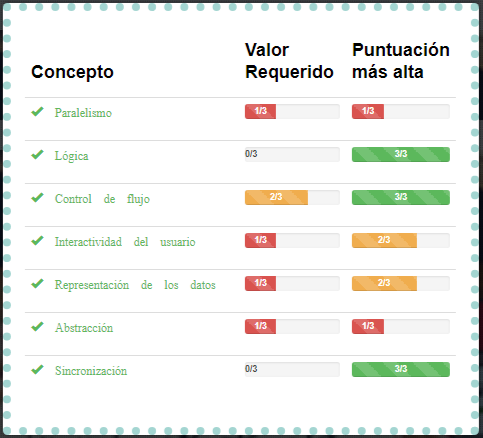 Concepto Valor Requerido Puntuación más alta
Paralelismo 1/3 1/3
Lógica 0/3 3/3
Control de flujo 2/3 3/3
Interactividad del usuario 1/3 2/3
Representación de los datos 1/3 2/3
Abstracción 1/3 1/3
Sincronización 0/3 3/3